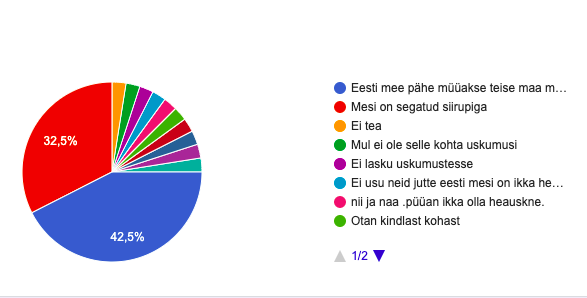 32,5%
42,5%
Eesti mee pähe müüakse teise maa m…
Mesi on segatud siirupiga
Ei tea
Mul ei ole selle kohta uskumusi
Ei lasku uskumustesse
Ei usu neid jutte eesti mesi on ikka he…
nii ja naa .püüan ikka olla heauskne.
Otan kindlast kohast
1/2